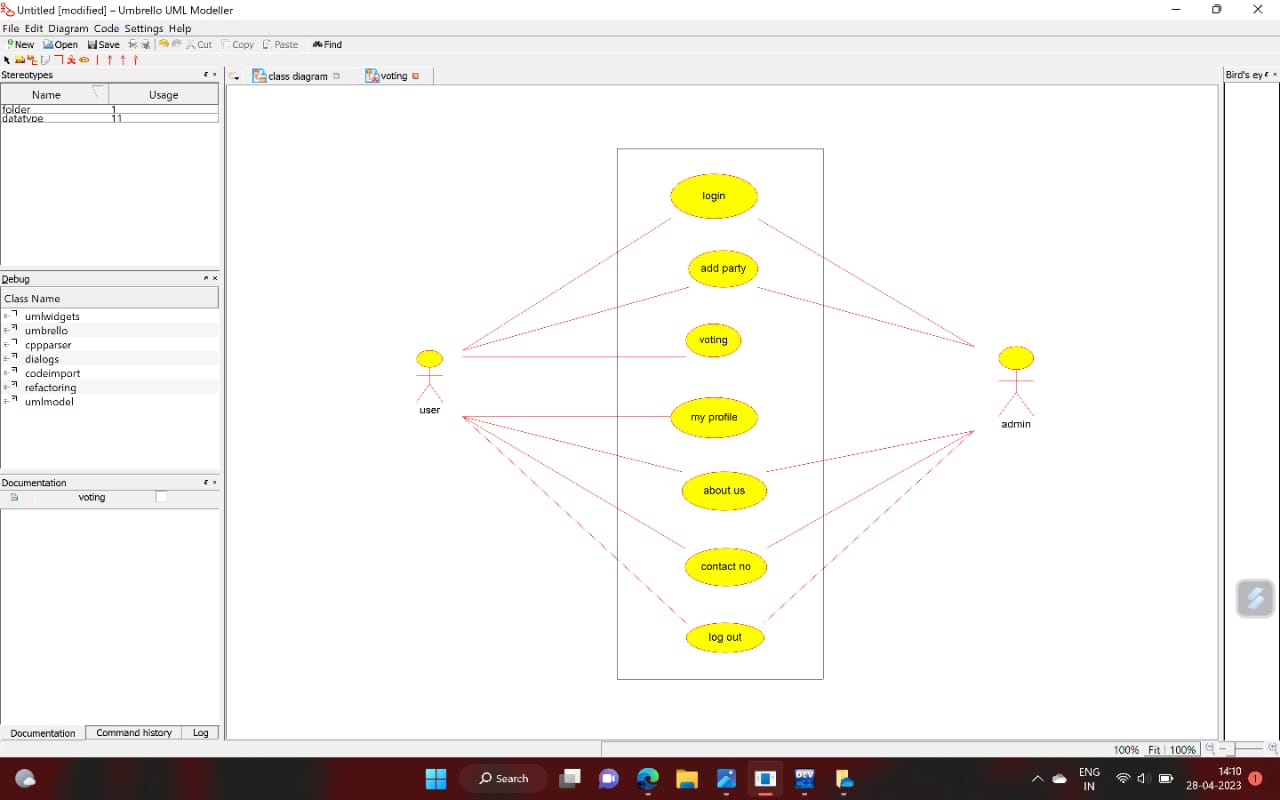 Untitled [modified] – Umbrello UML Modeller
File Edit Diagram Code Settings Help
New Open Save Cut Copy Paste Find
Stereotypes
class diagram
voting
Bird's ey
Name Usage
folder 1
datatype 11
login
add party
voting
my profile
about us
contact no
log out
user
admin
Debug
Class Name
umlwidgets
umbrello
cppparser
dialogs
codeimport
refactoring
umlmodel
Documentation
voting
Documentation Command history Log
100% Fit 100%
Search
DEV
ENG
IN
14:10
28-04-2023
1